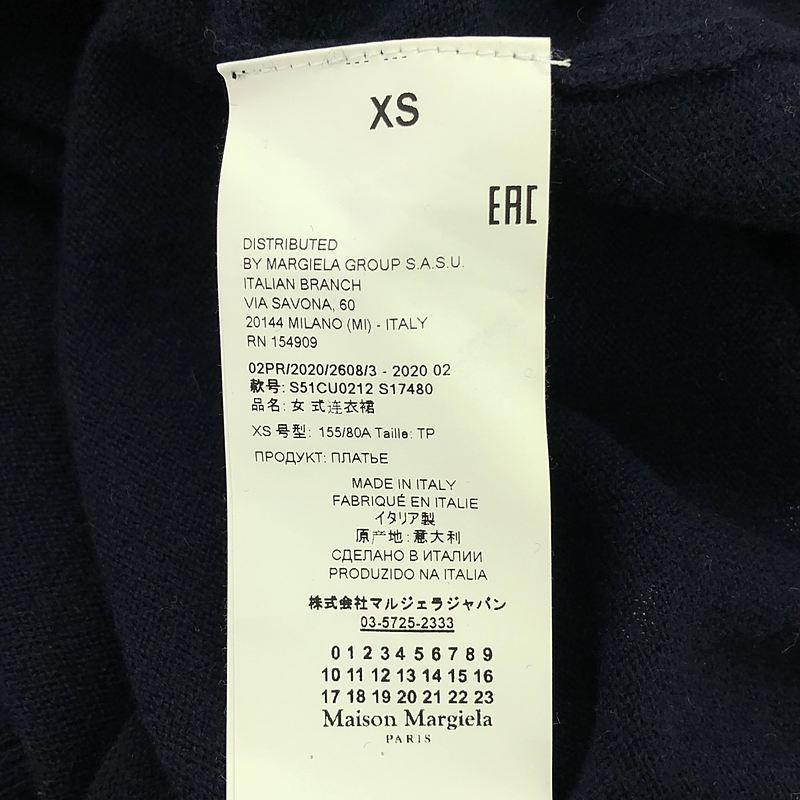 XS
EAC
DISTRIBUTED
BY MARGIELA GROUP S.A.S.U.
ITALIAN BRANCH
VIA SAVONA, 60
20144 MILANO (MI) - ITALY
RN 154909
02PR/2020/2608/3 - 2020 02
款号: S51CU0212 S17480
品名: 女 式连衣裙
XS 号型: 155/80A Taille: TP
ПРОДУКТ: ПЛАТЬЕ
MADE IN ITALY
FABRIQUÉ EN ITALIE
イタリア製
原产地: 意大利
СДЕЛАНО В ИТАЛИИ
PRODUZIDO NA ITALIA
株式会社マルジェラジャパン
03-5725-2333
0 1 2 3 4 5 6 7 8 9
10 11 12 13 14 15 16
17 18 19 20 21 22 23
Maison Margiela
PARIS